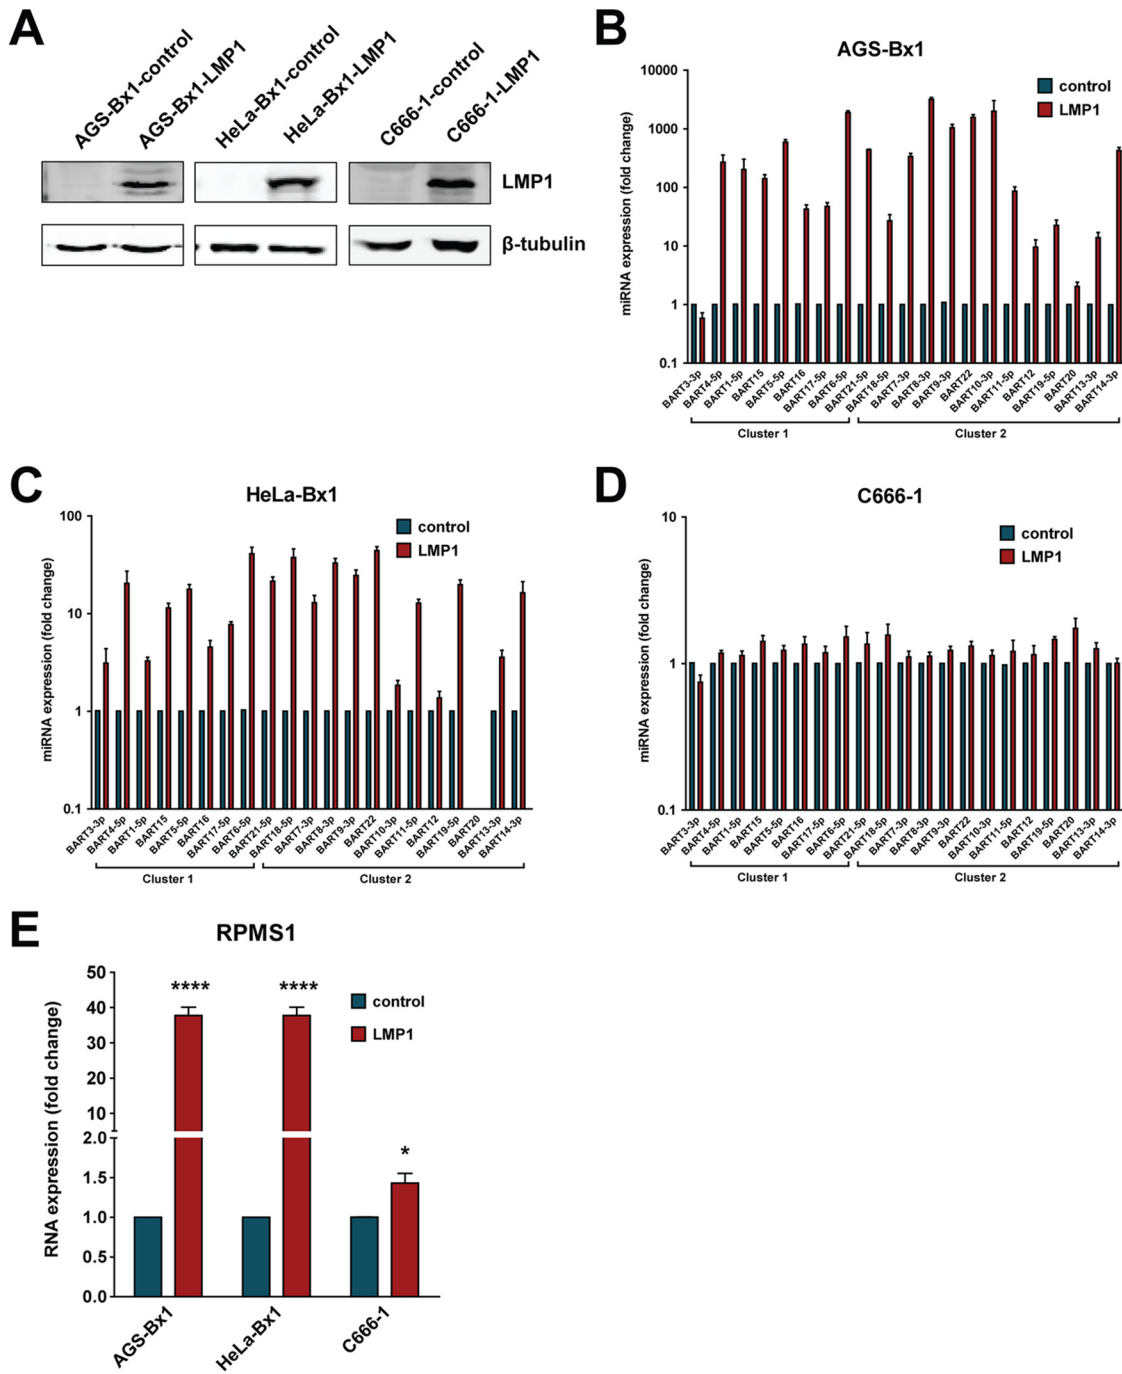 A
AGS-Bx1-control
AGS-Bx1-LMP1
HeLa-Bx1-control
HeLa-Bx1-LMP1
C666-1-control
C666-1-LMP1
LMP1
β-tubulin
B
AGS-Bx1
control
LMP1
miRNA expression (fold change)
10000
1000
100
10
1
0.1
BART3-3p
BART4-5p
BART1-5p
BART15
BART5-5p
BART16
BART17-5p
BART6-5p
BART21-5p
BART18-5p
BART7-3p
BART8-3p
BART9-3p
BART22
BART10-3p
BART11-5p
BART12
BART19-5p
BART20
BART13-3p
BART14-3p
Cluster 1
Cluster 2
C
HeLa-Bx1
control
LMP1
miRNA expression (fold change)
100
10
1
0.1
BART3-3p
BART4-5p
BART1-5p
BART15
BART5-5p
BART16
BART17-5p
BART6-5p
BART21-5p
BART18-5p
BART7-3p
BART8-3p
BART9-3p
BART22
BART10-3p
BART11-5p
BART12
BART19-5p
BART20
BART13-3p
BART14-3p
Cluster 1
Cluster 2
D
C666-1
control
LMP1
miRNA expression (fold change)
10
1
0.1
BART3-3p
BART4-5p
BART1-5p
BART15
BART5-5p
BART16
BART17-5p
BART6-5p
BART21-5p
BART18-5p
BART7-3p
BART8-3p
BART9-3p
BART22
BART10-3p
BART11-5p
BART12
BART19-5p
BART20
BART13-3p
BART14-3p
Cluster 1
Cluster 2
E
RPMS1
control
LMP1
RNA expression (fold change)
50
40
30
20
10
2.0
1.5
1.0
0.5
0.0
****
****
*
AGS-Bx1
HeLa-Bx1
C666-1